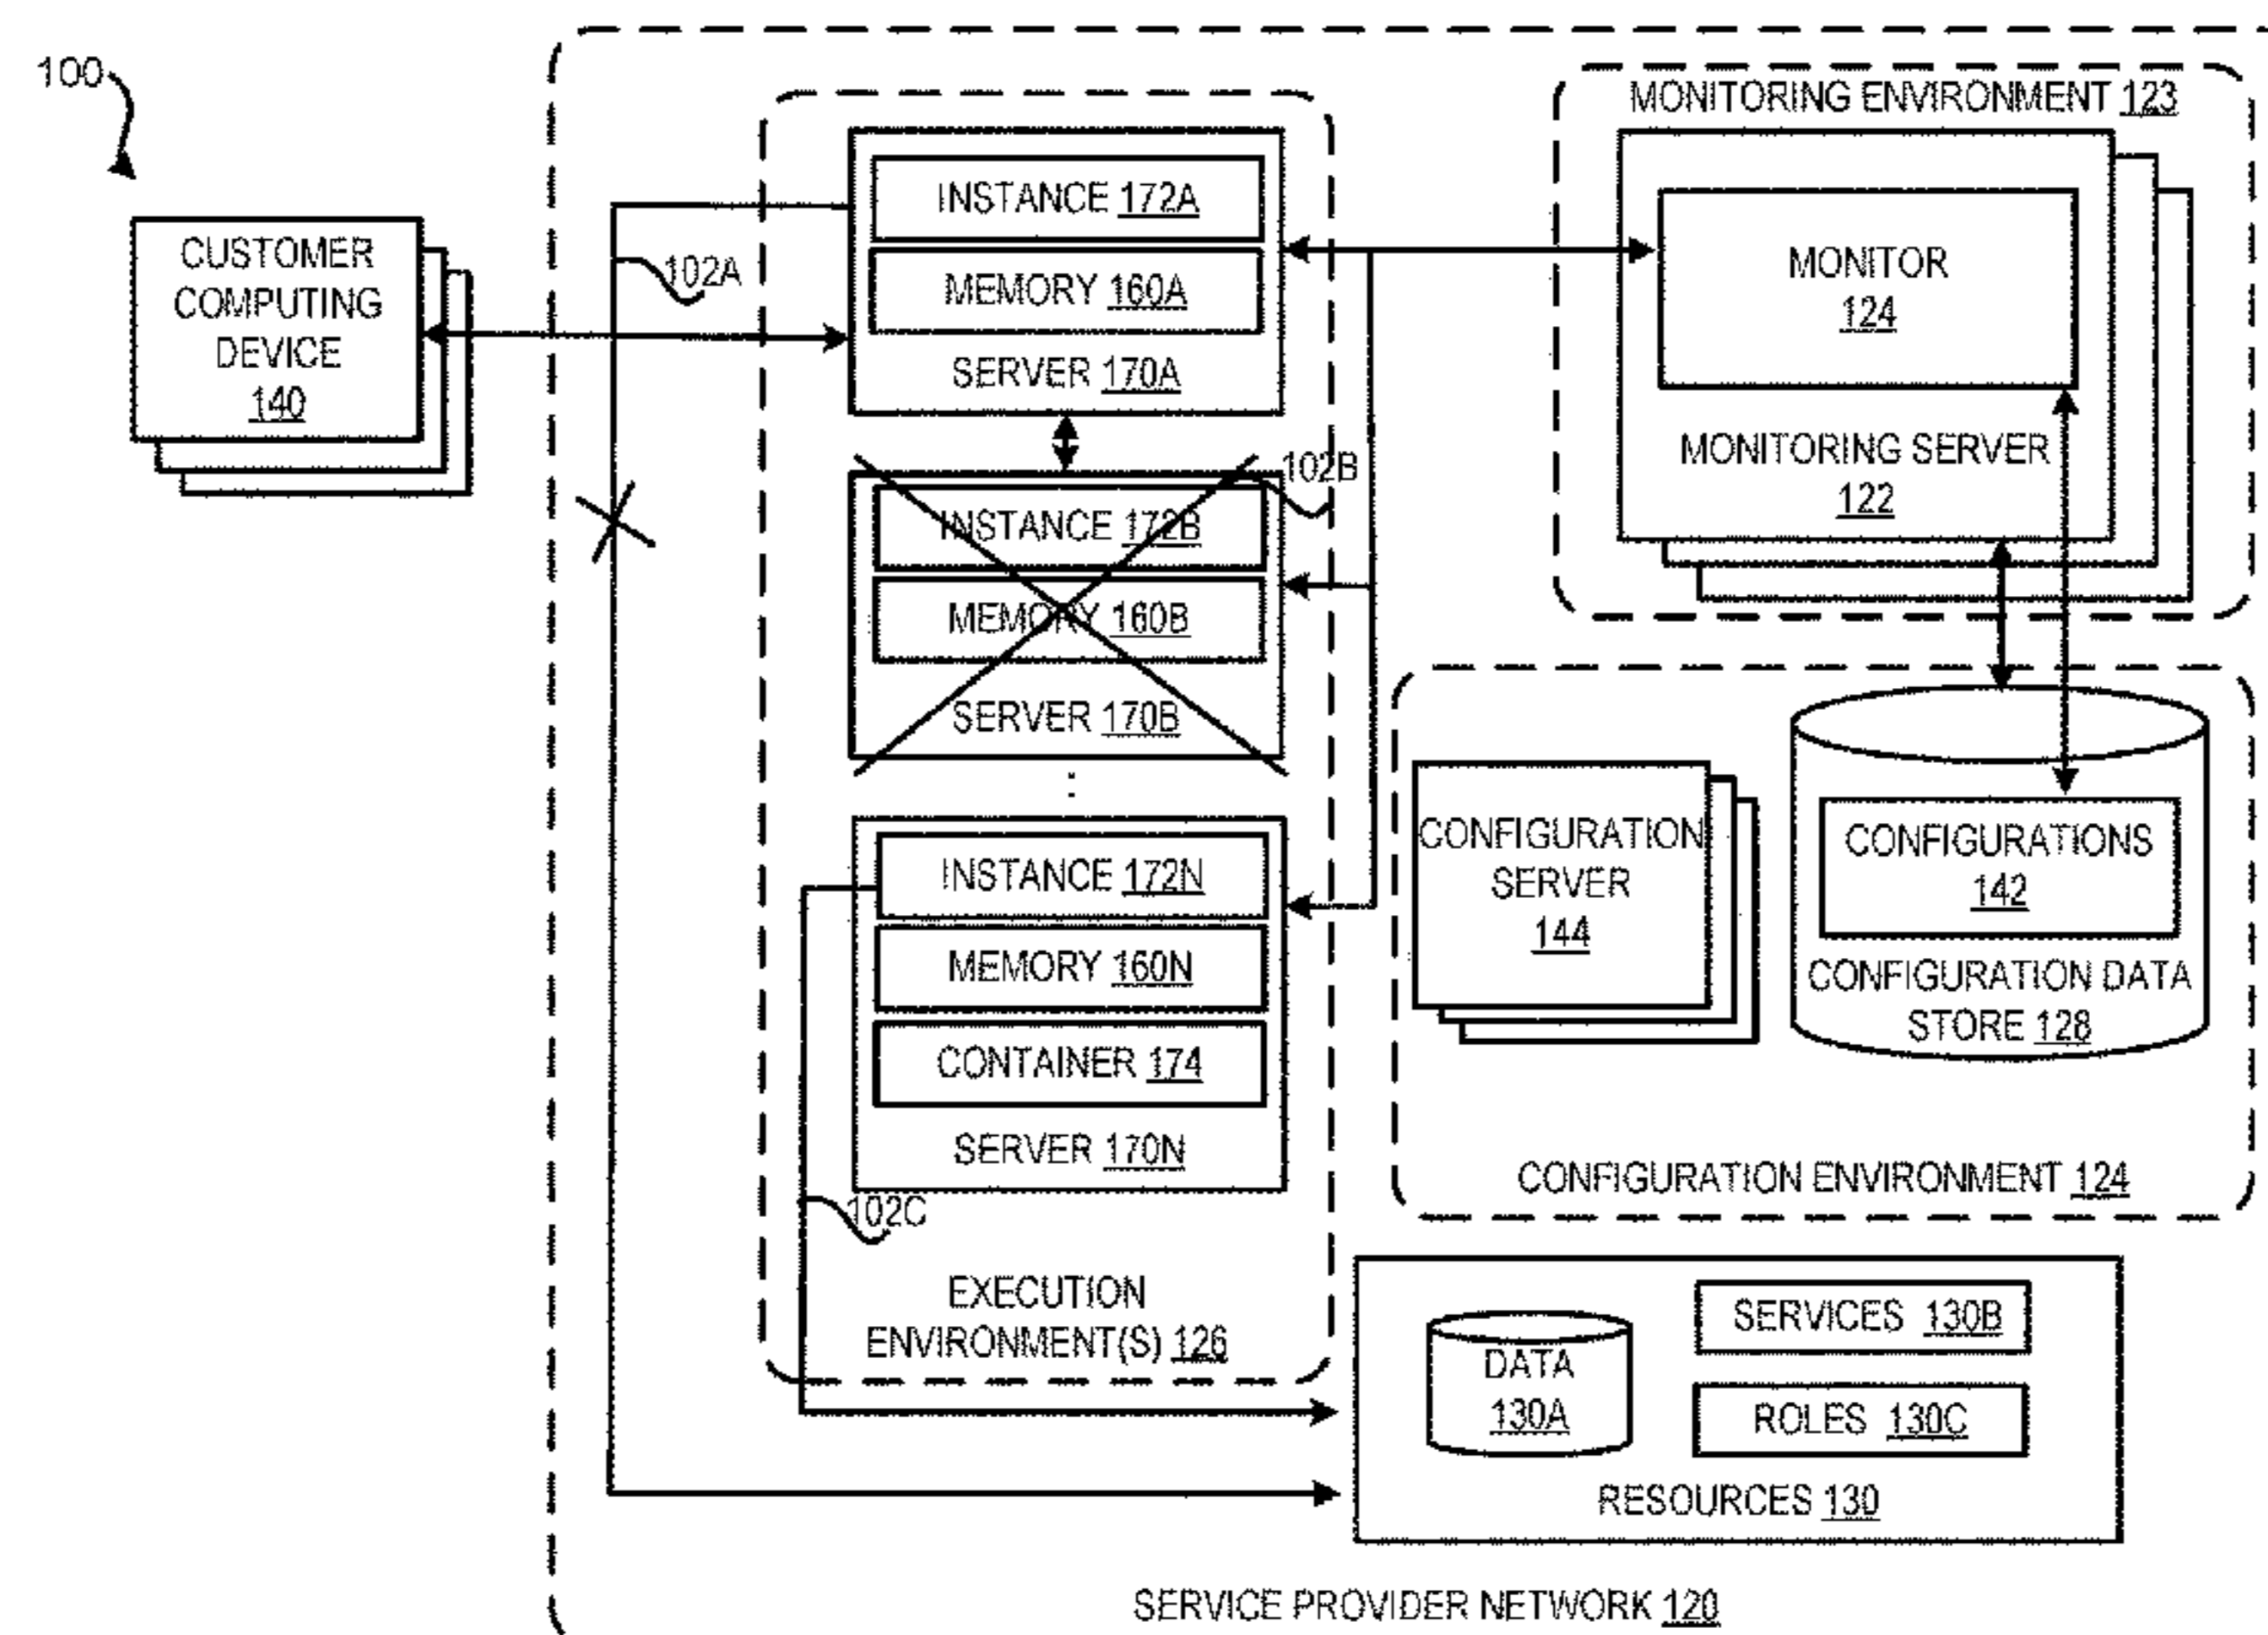 100
MONITORING ENVIRONMENT 123
INSTANCE 172A
MEMORY 160A
SERVER 170A
102A
CUSTOMER
COMPUTING
DEVICE
140
MONITOR
124
MONITORING SERVER
122
102B
INSTANCE 172B
MEMORY 160B
SERVER 170B
INSTANCE 172N
MEMORY 160N
CONTAINER 174
SERVER 170N
102C
CONFIGURATION
SERVER
144
CONFIGURATIONS
142
CONFIGURATION DATA
STORE 128
CONFIGURATION ENVIRONMENT 124
EXECUTION
ENVIRONMENT(S) 126
DATA
130A
SERVICES 130B
ROLES 130C
RESOURCES 130
SERVICE PROVIDER NETWORK 120